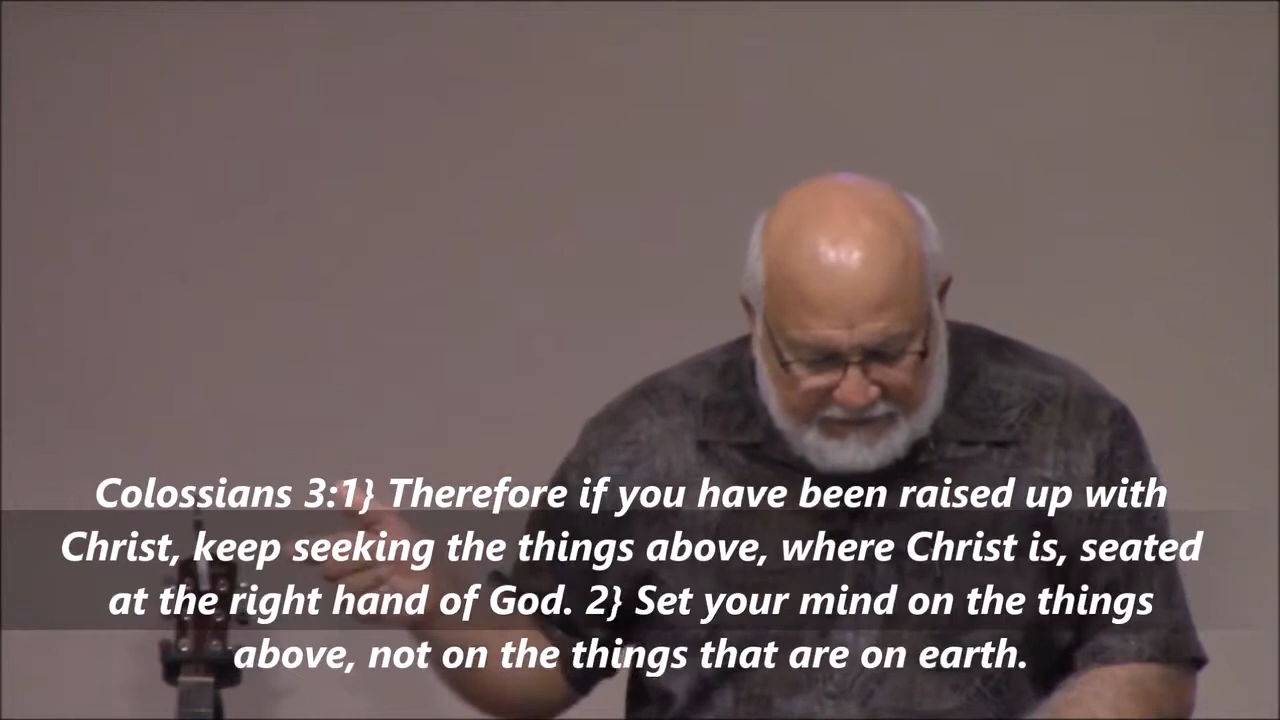 Colossians 3:1} Therefore if you have been raised up with
Christ, keep seeking the things above, where Christ is, seated
at the right hand of God. 2} Set your mind on the things
above, not on the things that are on earth.